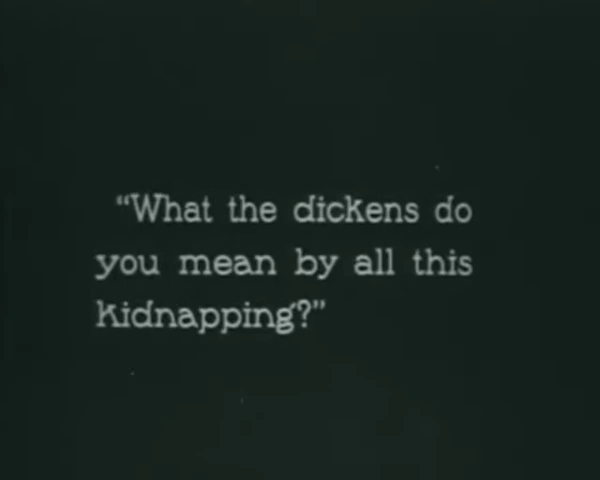 “What the dickens do
you mean by all this
kidnapping?”